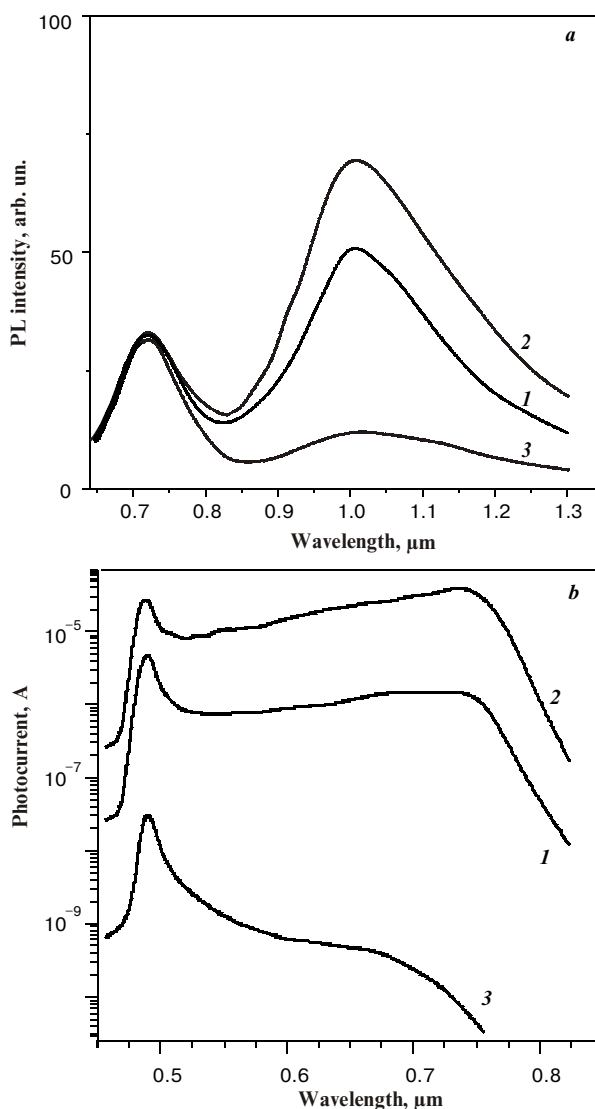 a
100
50
0
PL intensity, arb. un.
2
1
3
0.7 0.8 0.9 1.0 1.1 1.2 1.3
Wavelength, µm
b
10⁻⁵
10⁻⁷
10⁻⁹
Photocurrent, A
2
1
3
0.5 0.6 0.7 0.8
Wavelength, µm